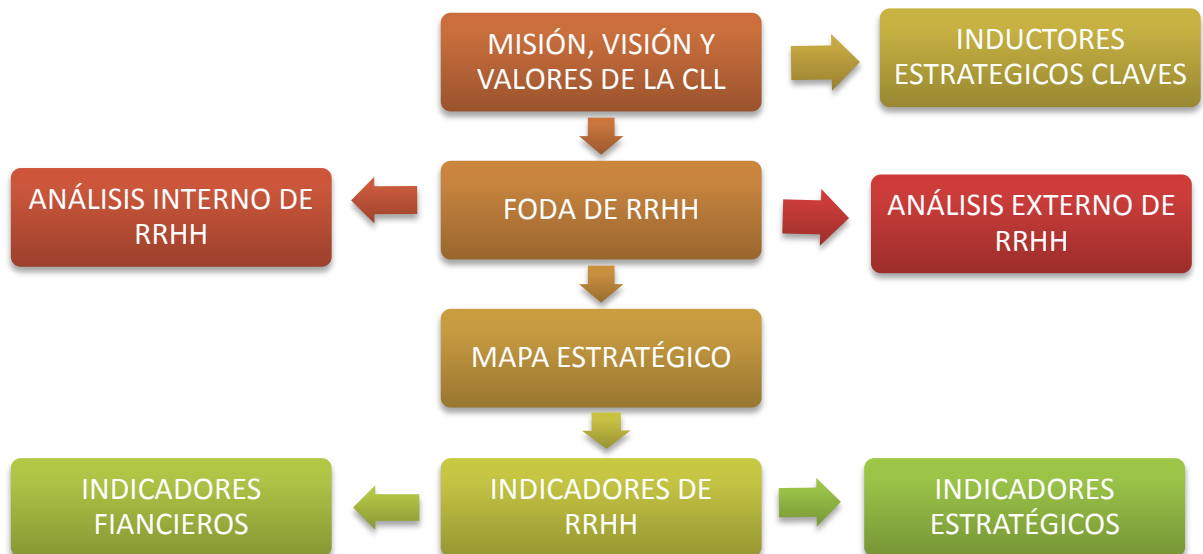 MISIÓN, VISIÓN Y
VALORES DE LA CLL
INDUCTORES
ESTRATEGICOS CLAVES
ANÁLISIS INTERNO DE
RRHH
FODA DE RRHH
ANÁLISIS EXTERNO DE
RRHH
MAPA ESTRATÉGICO
INDICADORES
FIANCIEROS
INDICADORES DE
RRHH
INDICADORES
ESTRATÉGICOS